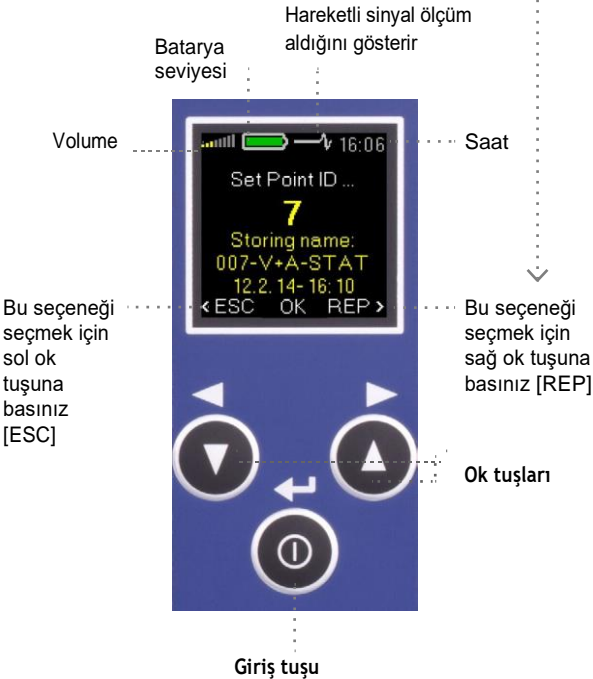 Hareketli sinyal ölçüm
aldığını gösterir
Batarya
seviyesi
Volume
Saat
16:06
Set Point ID ...
7
Storing name:
007-V+A-STAT
12.2.14-16:10
<ESC OK REP>
Bu seçeneği
seçmek için
sol ok
tuşuna
basınız
[ESC]
Bu seçeneği
seçmek için
sağ ok tuşuna
basınız [REP]
Ok tuşları
Giriş tuşu